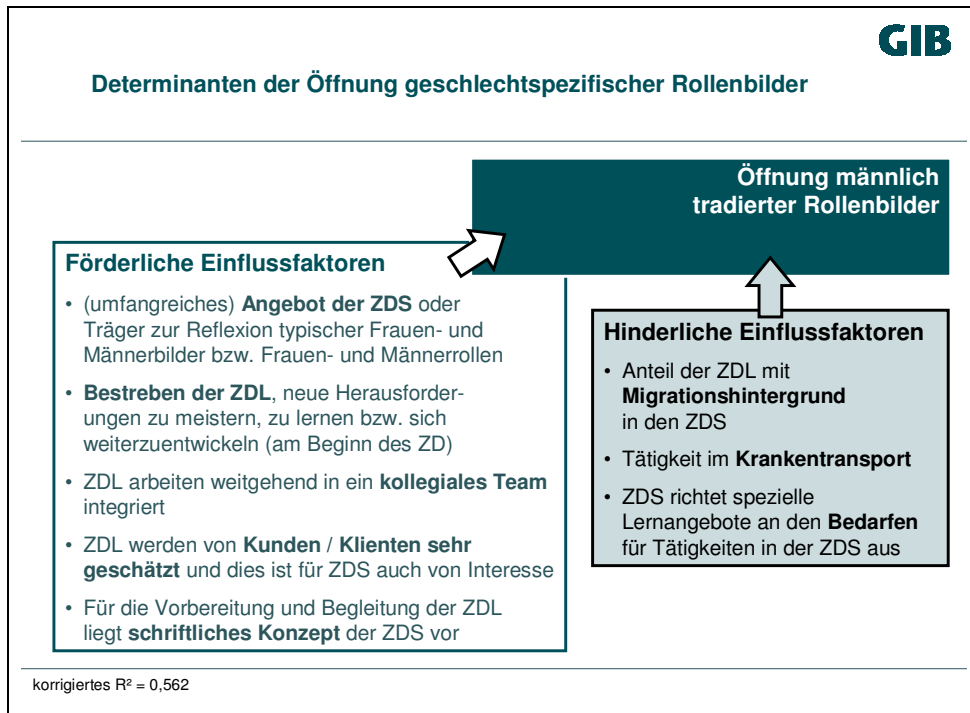 GIB
Determinanten der Öffnung geschlechtspezifischer Rollenbilder
Öffnung männlich
tradierter Rollenbilder
Förderliche Einflussfaktoren
• (umfangreiches) Angebot der ZDS oder
Träger zur Reflexion typischer Frauen- und
Männerbilder bzw. Frauen- und Männerrollen
• Bestreben der ZDL, neue Herausforder-
ungen zu meistern, zu lernen bzw. sich
weiterzuentwickeln (am Beginn des ZD)
• ZDL arbeiten weitgehend in ein kollegiales Team
integriert
• ZDL werden von Kunden / Klienten sehr
geschätzt und dies ist für ZDS auch von Interesse
• Für die Vorbereitung und Begleitung der ZDL
liegt schriftliches Konzept der ZDS vor
Hinderliche Einflussfaktoren
• Anteil der ZDL mit
Migrationshintergrund
in den ZDS
• Tätigkeit im Krankentransport
• ZDS richtet spezielle
Lernangebote an den Bedarfen
für Tätigkeiten in der ZDS aus
korrigiertes R² = 0,562